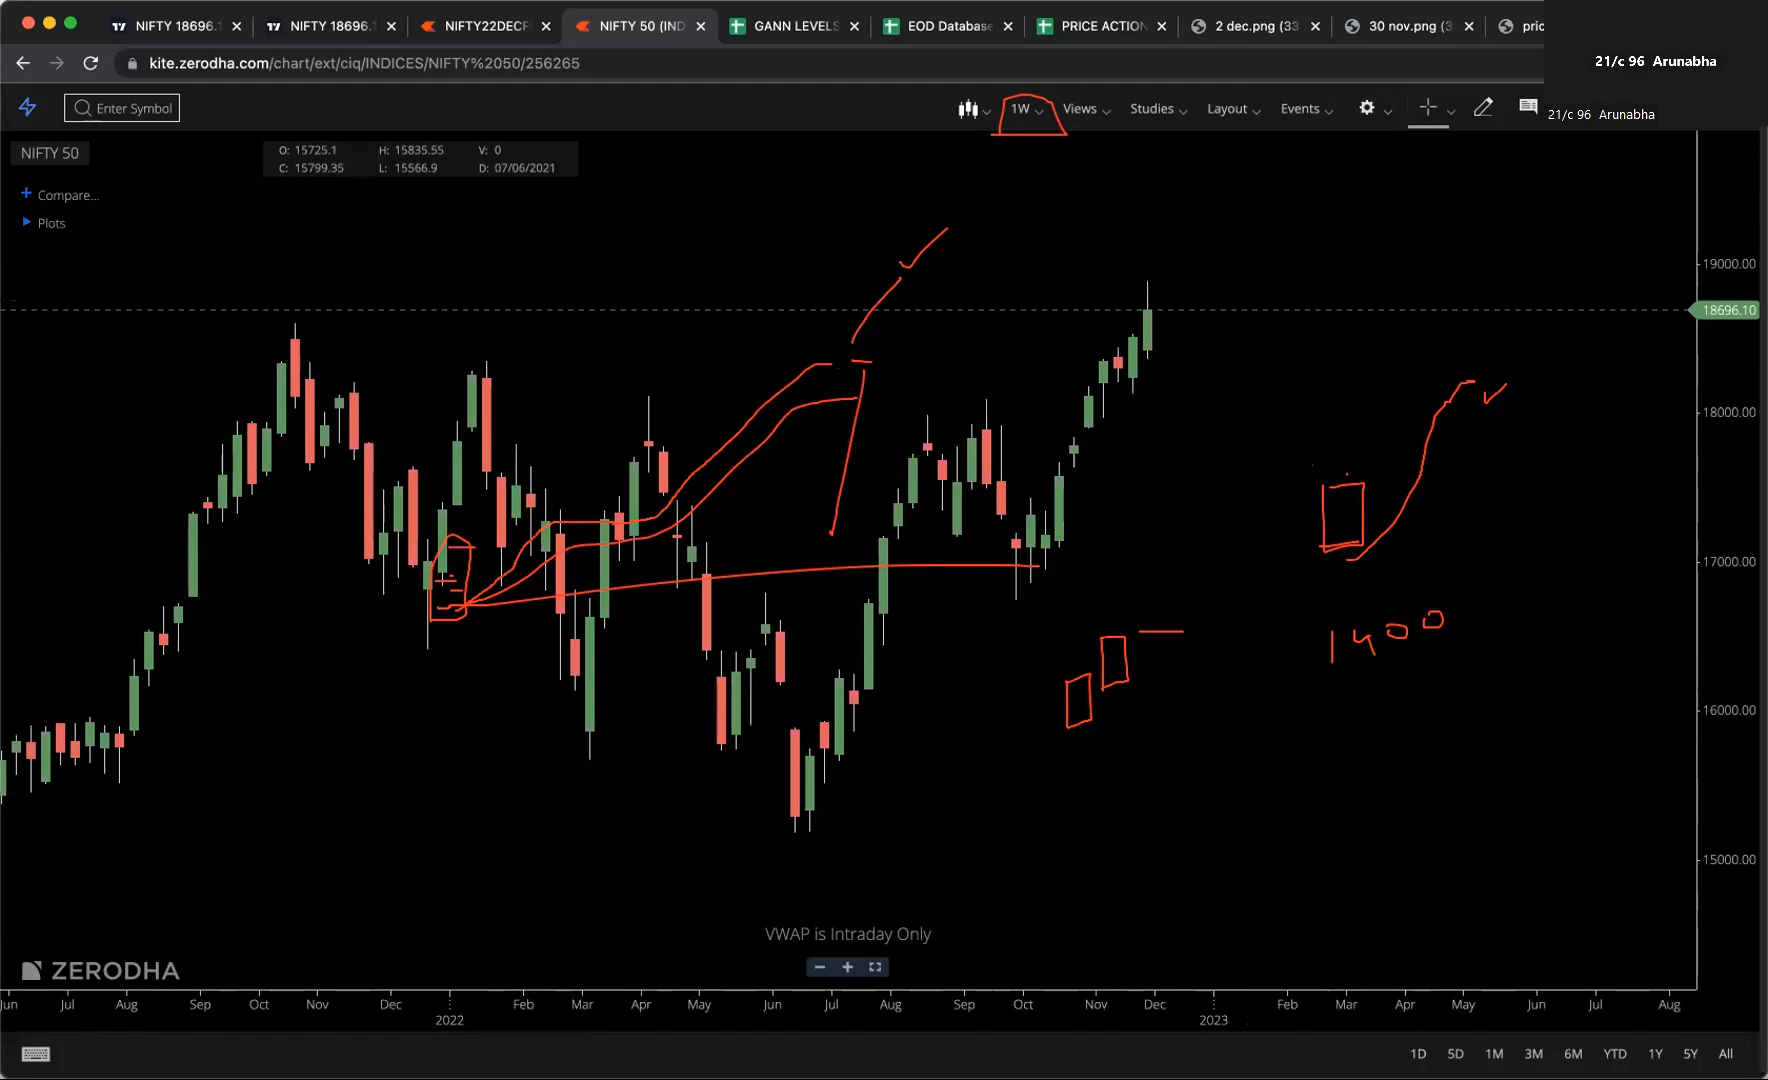 NIFTY 18696.
NIFTY 18696.
NIFTY22DECF
NIFTY 50 (IND
GANN LEVELS
EOD Database
PRICE ACTION
2 dec.png (33
30 nov.png (3
pric
21/c 96 Arunabha
kite.zerodha.com/chart/ext/ciq/INDICES/NIFTY%2050/256265
Enter Symbol
1W
Views
Studies
Layout
Events
21/c 96 Arunabha
NIFTY 50
O: 15725.1 H: 15835.55 V: 0
C: 15799.35 L: 15566.9 D: 07/06/2021
+ Compare...
Plots
19000.00
18696.10
18000.00
17000.00
1400
16000.00
15000.00
VWAP is Intraday Only
ZERODHA
Jun Jul Aug Sep Oct Nov Dec Feb Mar Apr May Jun Jul Aug Sep Oct Nov Dec Feb Mar Apr May Jun Jul Aug
2022 2023
1D 5D 1M 3M 6M YTD 1Y 5Y All